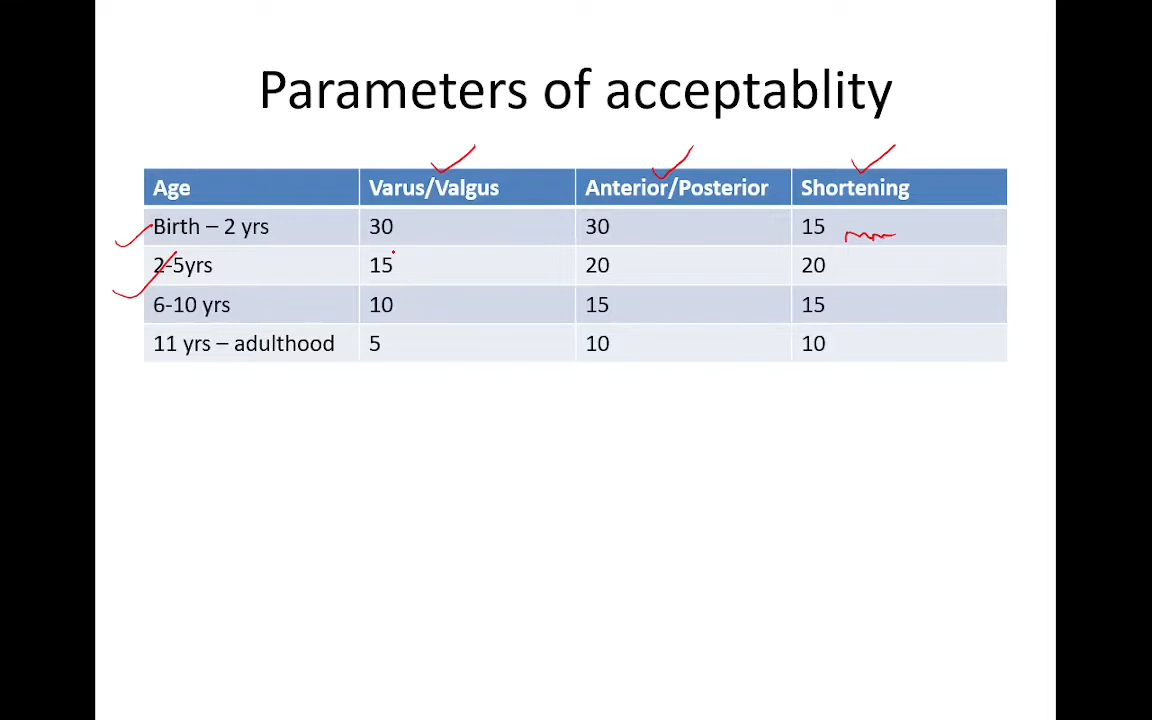 Parameters of acceptablity
Age Varus/Valgus Anterior/Posterior Shortening
Birth – 2 yrs 30 30 15 mm
2-5yrs 15 20 20
6-10 yrs 10 15 15
11 yrs – adulthood 5 10 10